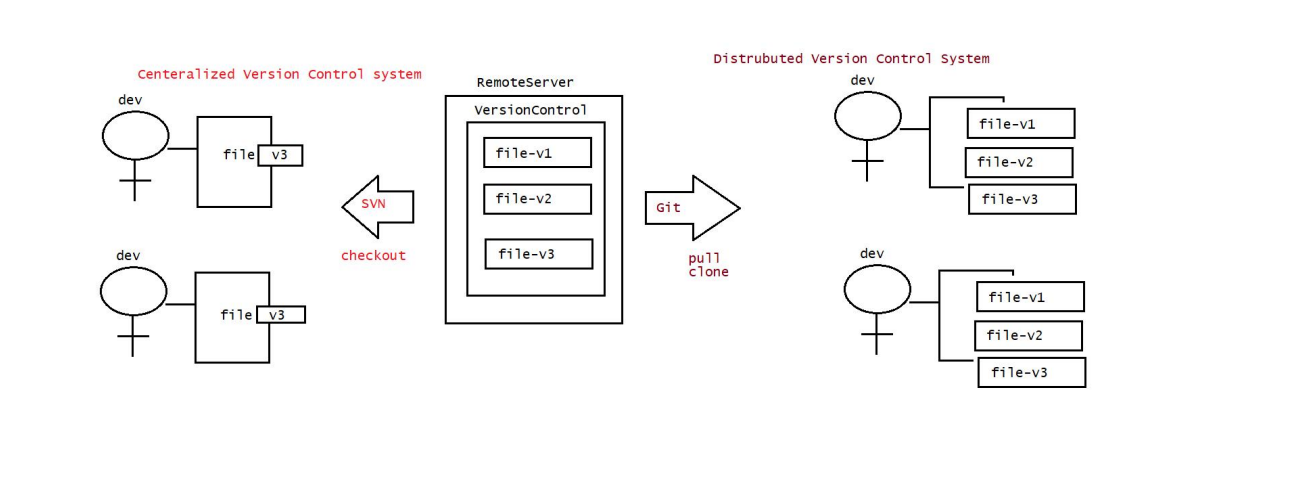 Centeralized Version Control system
dev
file v3
dev
file v3
SVN
checkout
RemoteServer
VersionControl
file-v1
file-v2
file-v3
Git
pull
clone
Distrubuted Version Control System
dev
file-v1
file-v2
file-v3
dev
file-v1
file-v2
file-v3